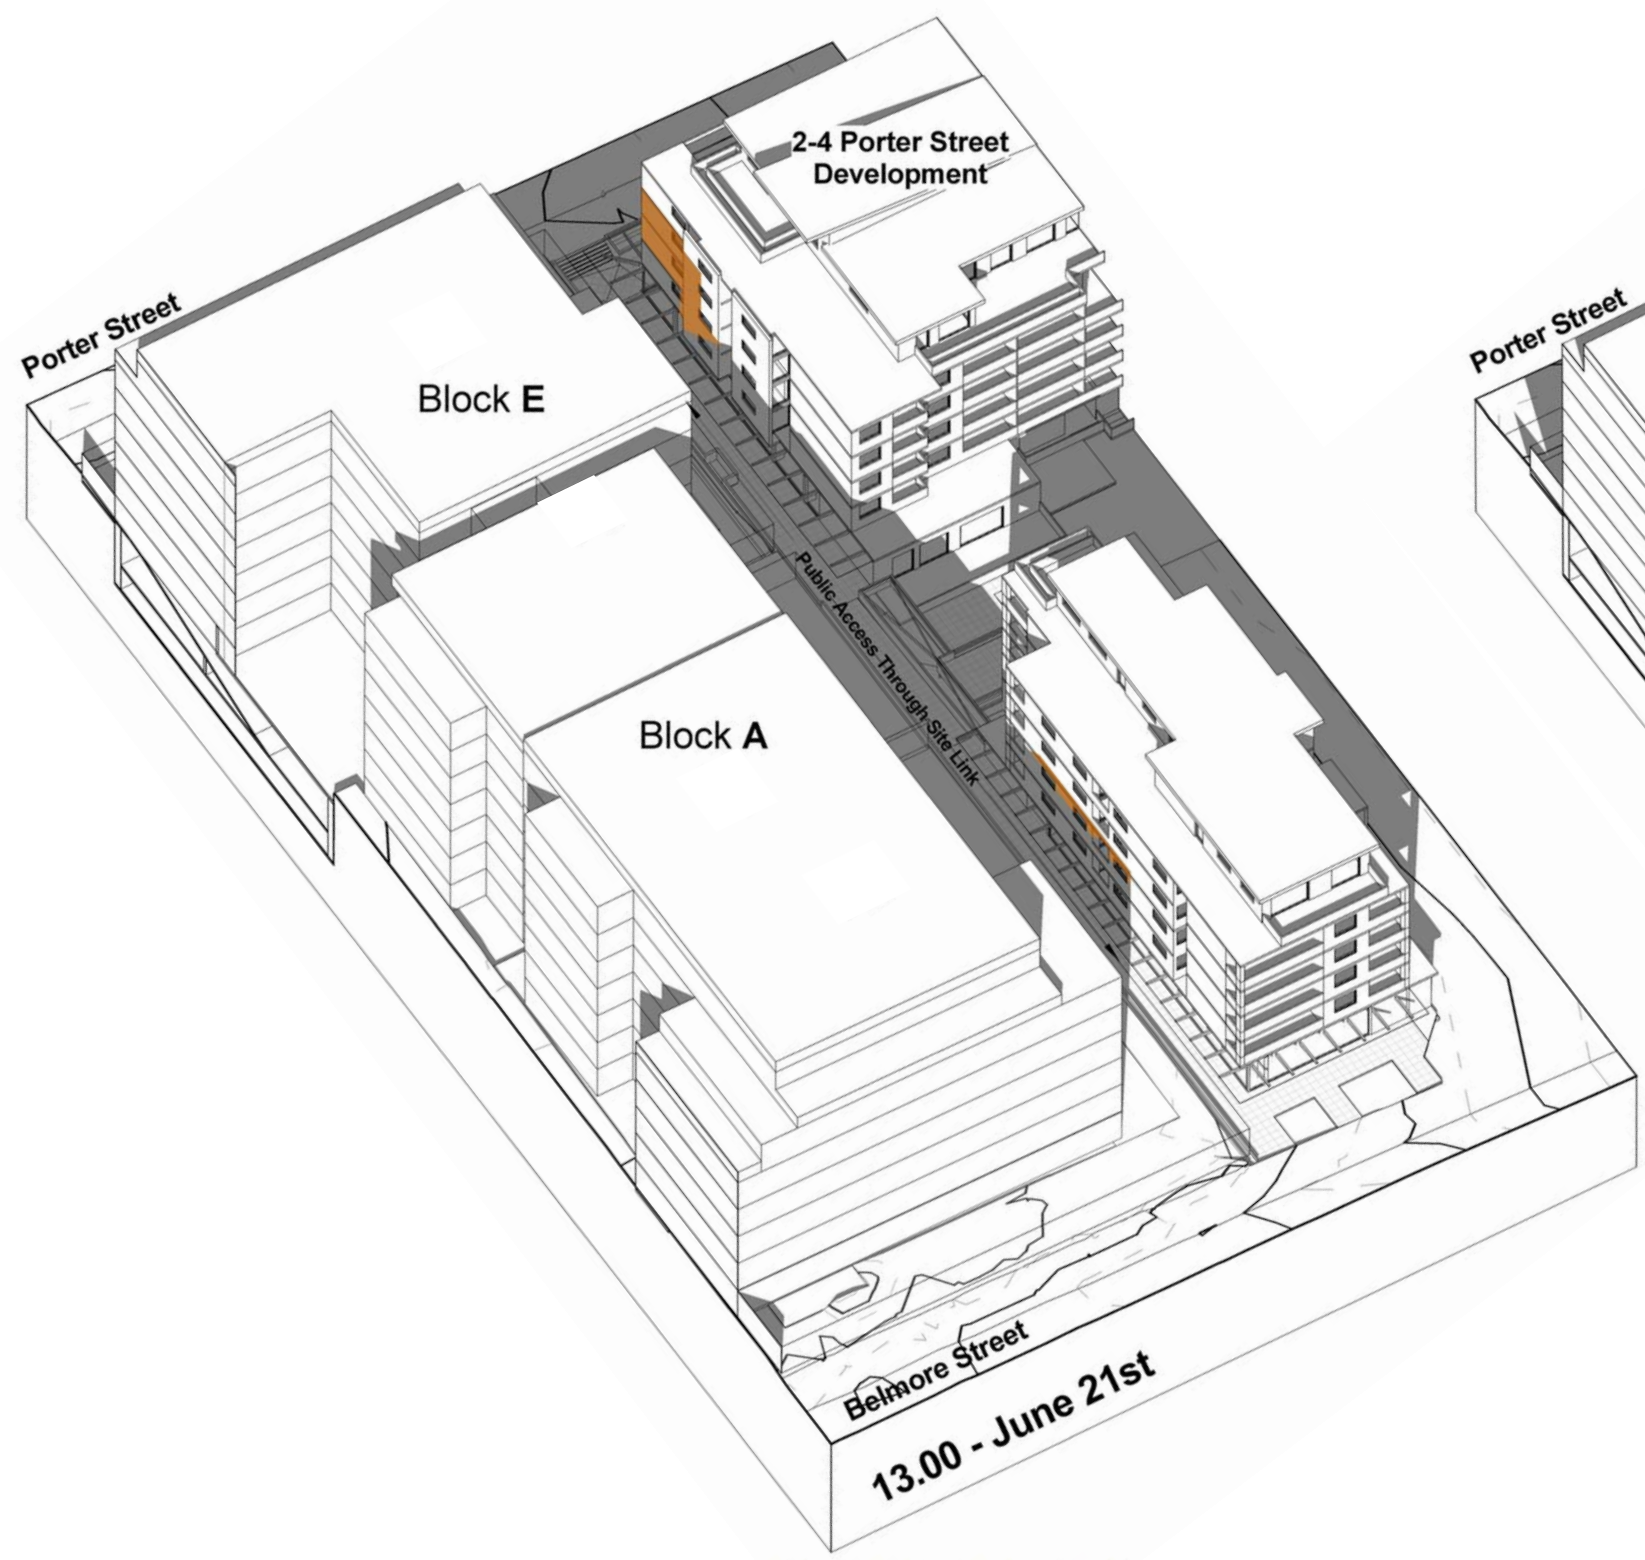 2-4 Porter Street
Development
Porter Street
Porter Street
Block E
Public Access Through Site Link
Block A
Belmore Street
13.00 - June 21st